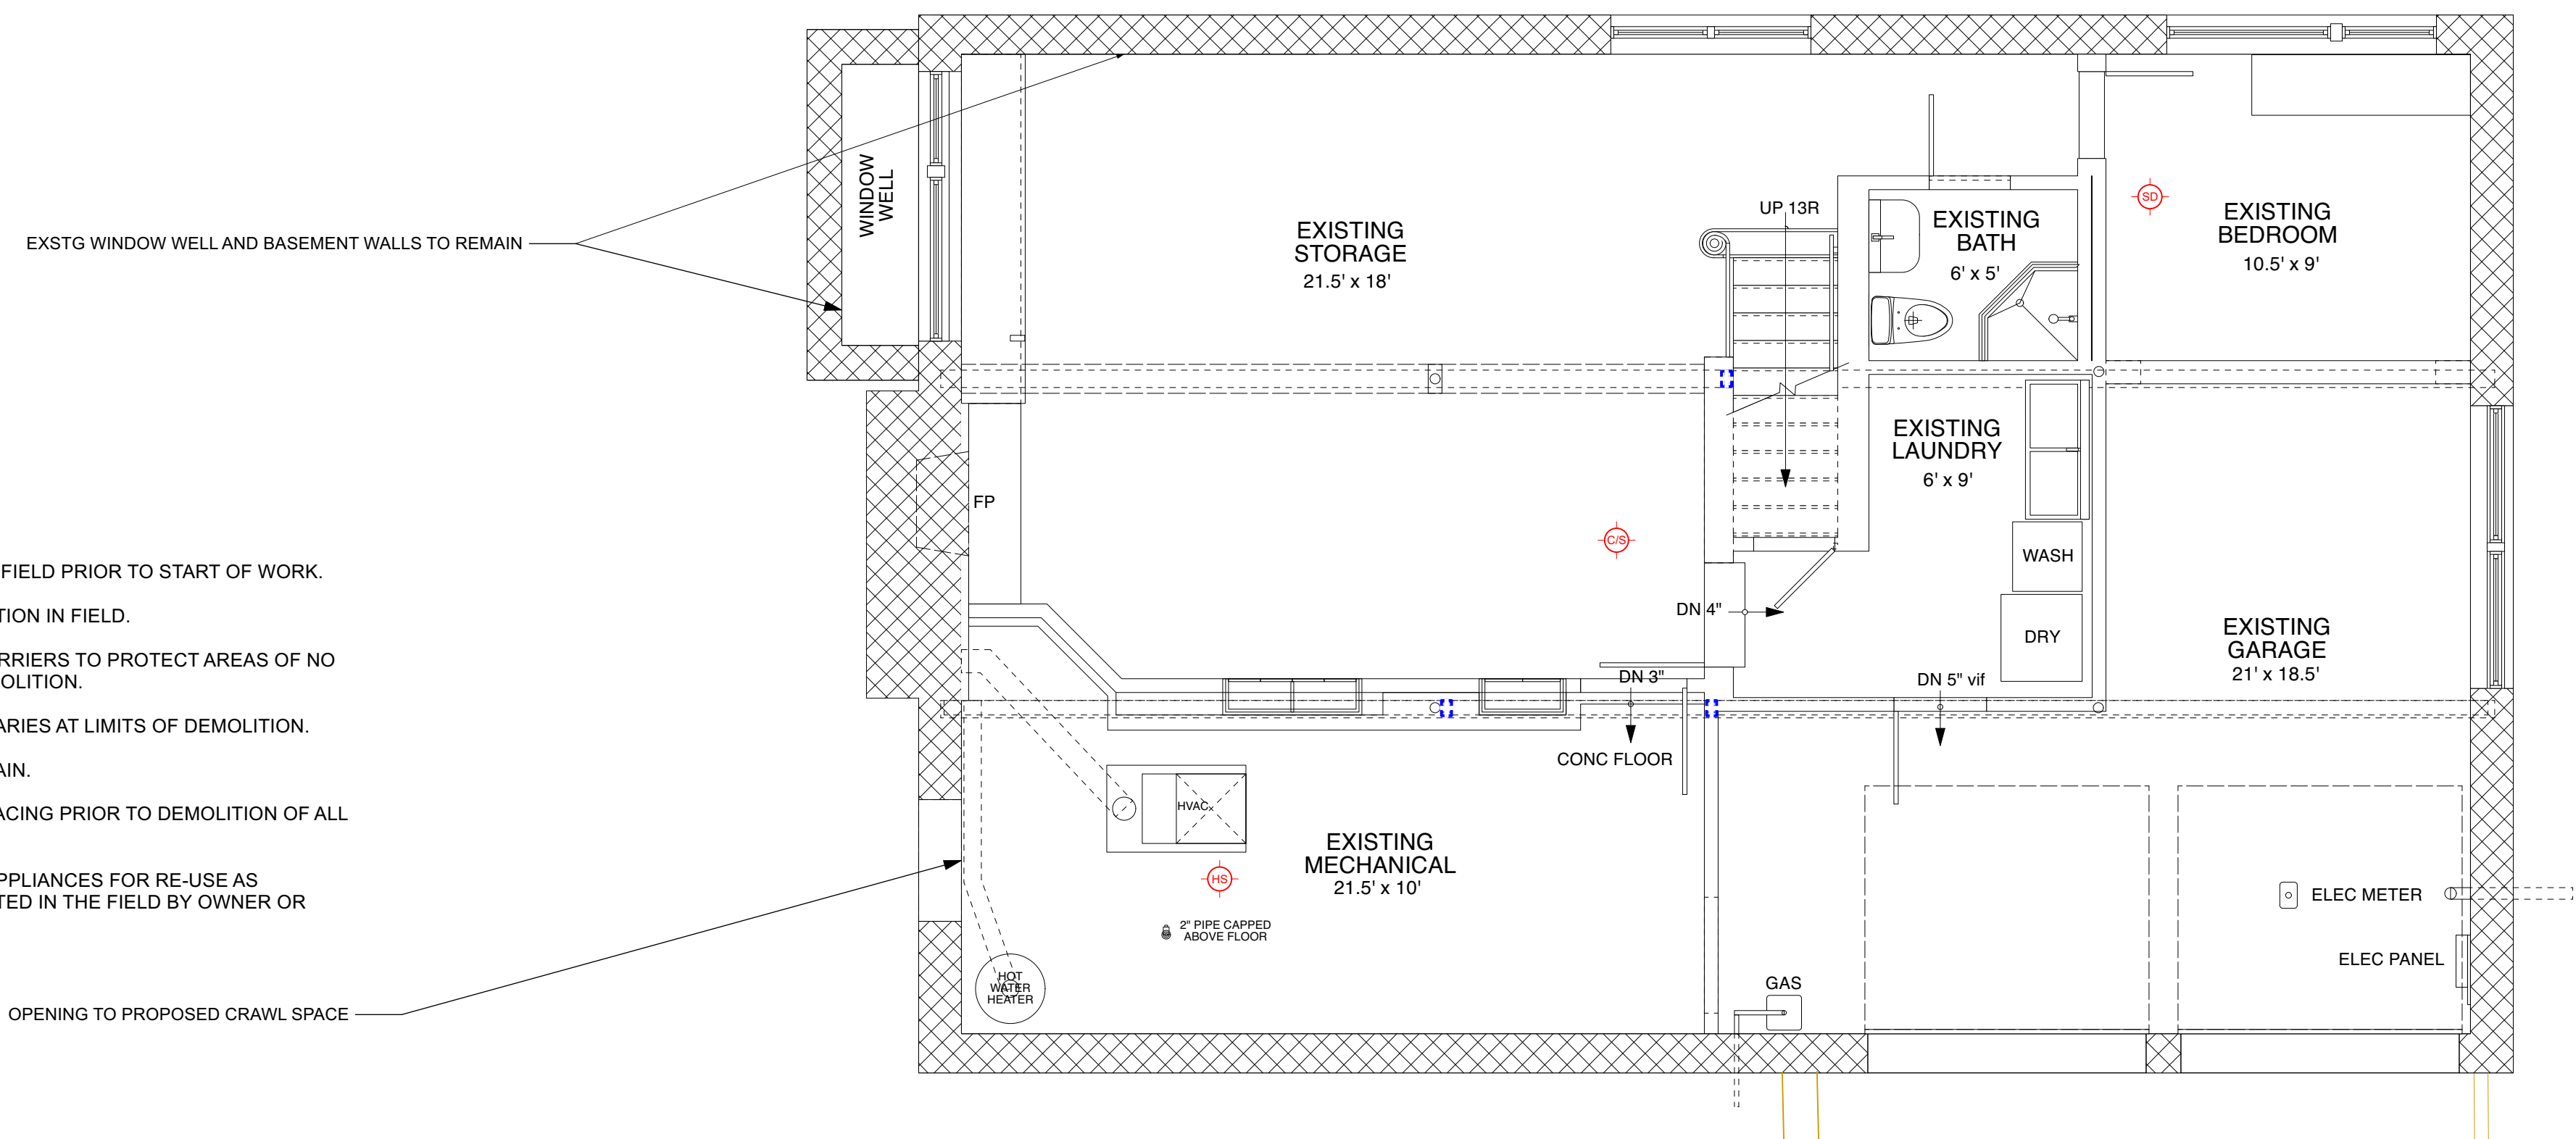 WINDOW
WELL
EXSTG WINDOW WELL AND BASEMENT WALLS TO REMAIN
EXISTING
STORAGE
21.5' x 18'
UP 13R
EXISTING
BATH
6' x 5'
SD
EXISTING
BEDROOM
10.5' x 9'
EXISTING
LAUNDRY
6' x 9'
FP
C/S
WASH
DRY
DN 4"
DN 3"
DN 5" vif
EXISTING
GARAGE
21' x 18.5'
FIELD PRIOR TO START OF WORK.
TION IN FIELD.
RRIERS TO PROTECT AREAS OF NO
OLITION.
ARIES AT LIMITS OF DEMOLITION.
AIN.
ACING PRIOR TO DEMOLITION OF ALL
PPLIANCES FOR RE-USE AS
TED IN THE FIELD BY OWNER OR
CONC FLOOR
HVAC
EXISTING
MECHANICAL
21.5' x 10'
HS
2" PIPE CAPPED
ABOVE FLOOR
HOT
WATER
HEATER
GAS
ELEC METER
ELEC PANEL
OPENING TO PROPOSED CRAWL SPACE